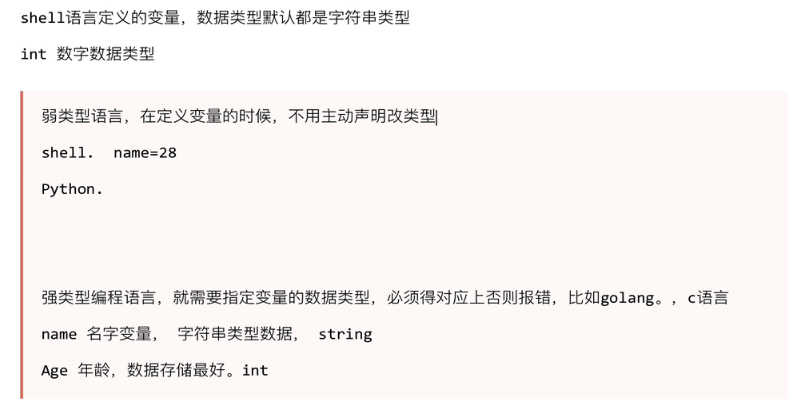 shell语言定义的变量，数据类型默认都是字符串类型
int 数字数据类型
弱类型语言，在定义变量的时候，不用主动声明改类型
shell.  name=28
Python.
强类型编程语言，就需要指定变量的数据类型，必须得对应上否则报错，比如golang。，c语言
name 名字变量， 字符串类型数据， string
Age 年龄，数据存储最好。int